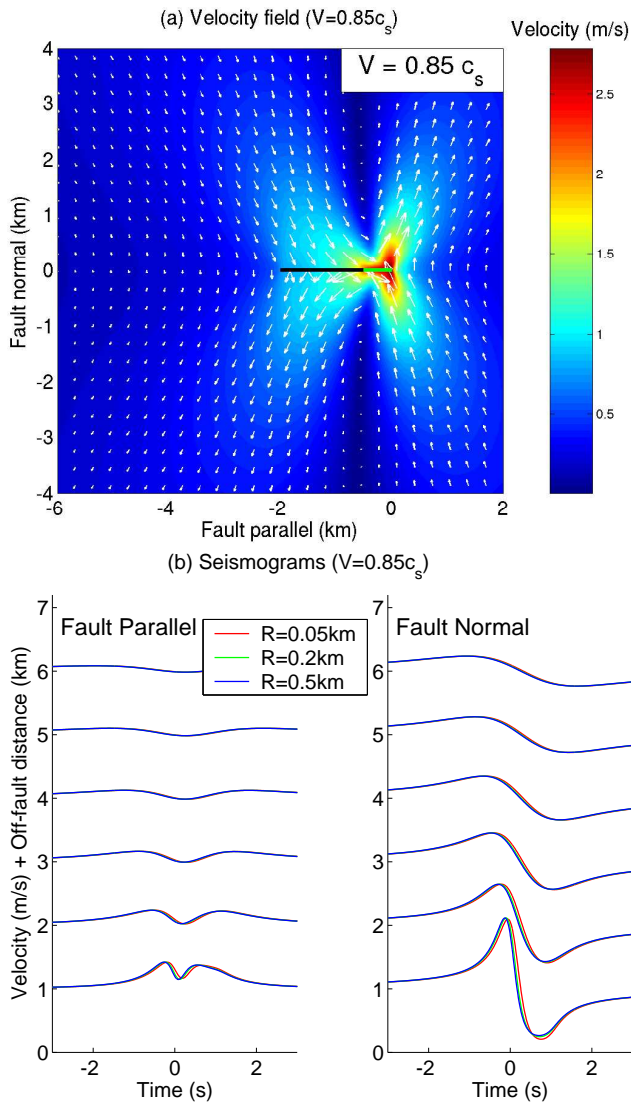 (a) Velocity field (V=0.85cs)
Velocity (m/s)
V = 0.85 cs
4
3
2
1
0
-1
-2
-3
-4
Fault normal (km)
-6
-4
-2
0
2
Fault parallel (km)
2.5
2
1.5
1
0.5
(b) Seismograms (V=0.85cs)
Velocity (m/s) + Off-fault distance (km)
7
6
5
4
3
2
1
0
Fault Parallel
R=0.05km
R=0.2km
R=0.5km
-2
0
2
Time (s)
Fault Normal
7
6
5
4
3
2
1
0
-2
0
2
Time (s)